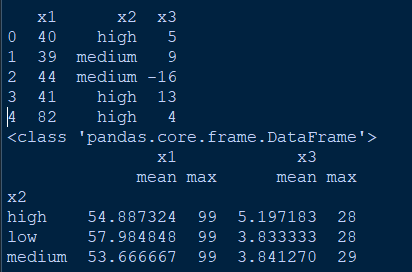 x1 x2 x3
0 40 high 5
1 39 medium 9
2 44 medium -16
3 41 high 13
4 82 high 4
<class 'pandas.core.frame.DataFrame'>
x1 x3
mean max mean max
x2
high 54.887324 99 5.197183 28
low 57.984848 99 3.833333 28
medium 53.666667 99 3.841270 29